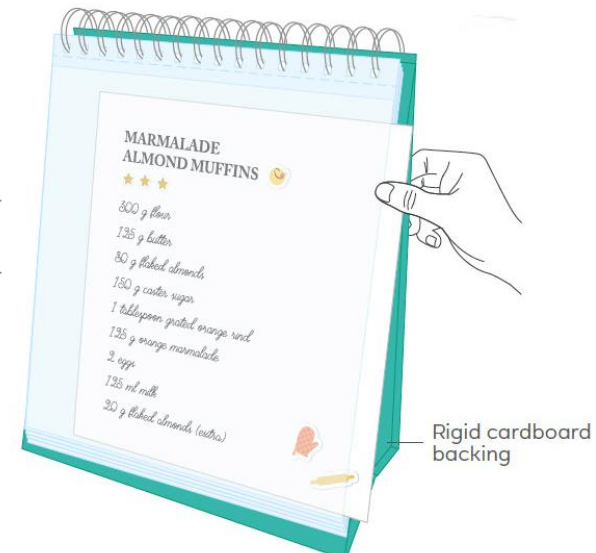 MARMALADE
ALMOND MUFFINS
300 g flour
125 g butter
80 g flaked almonds
180 g caster sugar
1 tablespoon grated orange rind
125 g orange marmalade
2 eggs
125 ml milk
20 g flaked almonds (extra)
Rigid cardboard
backing